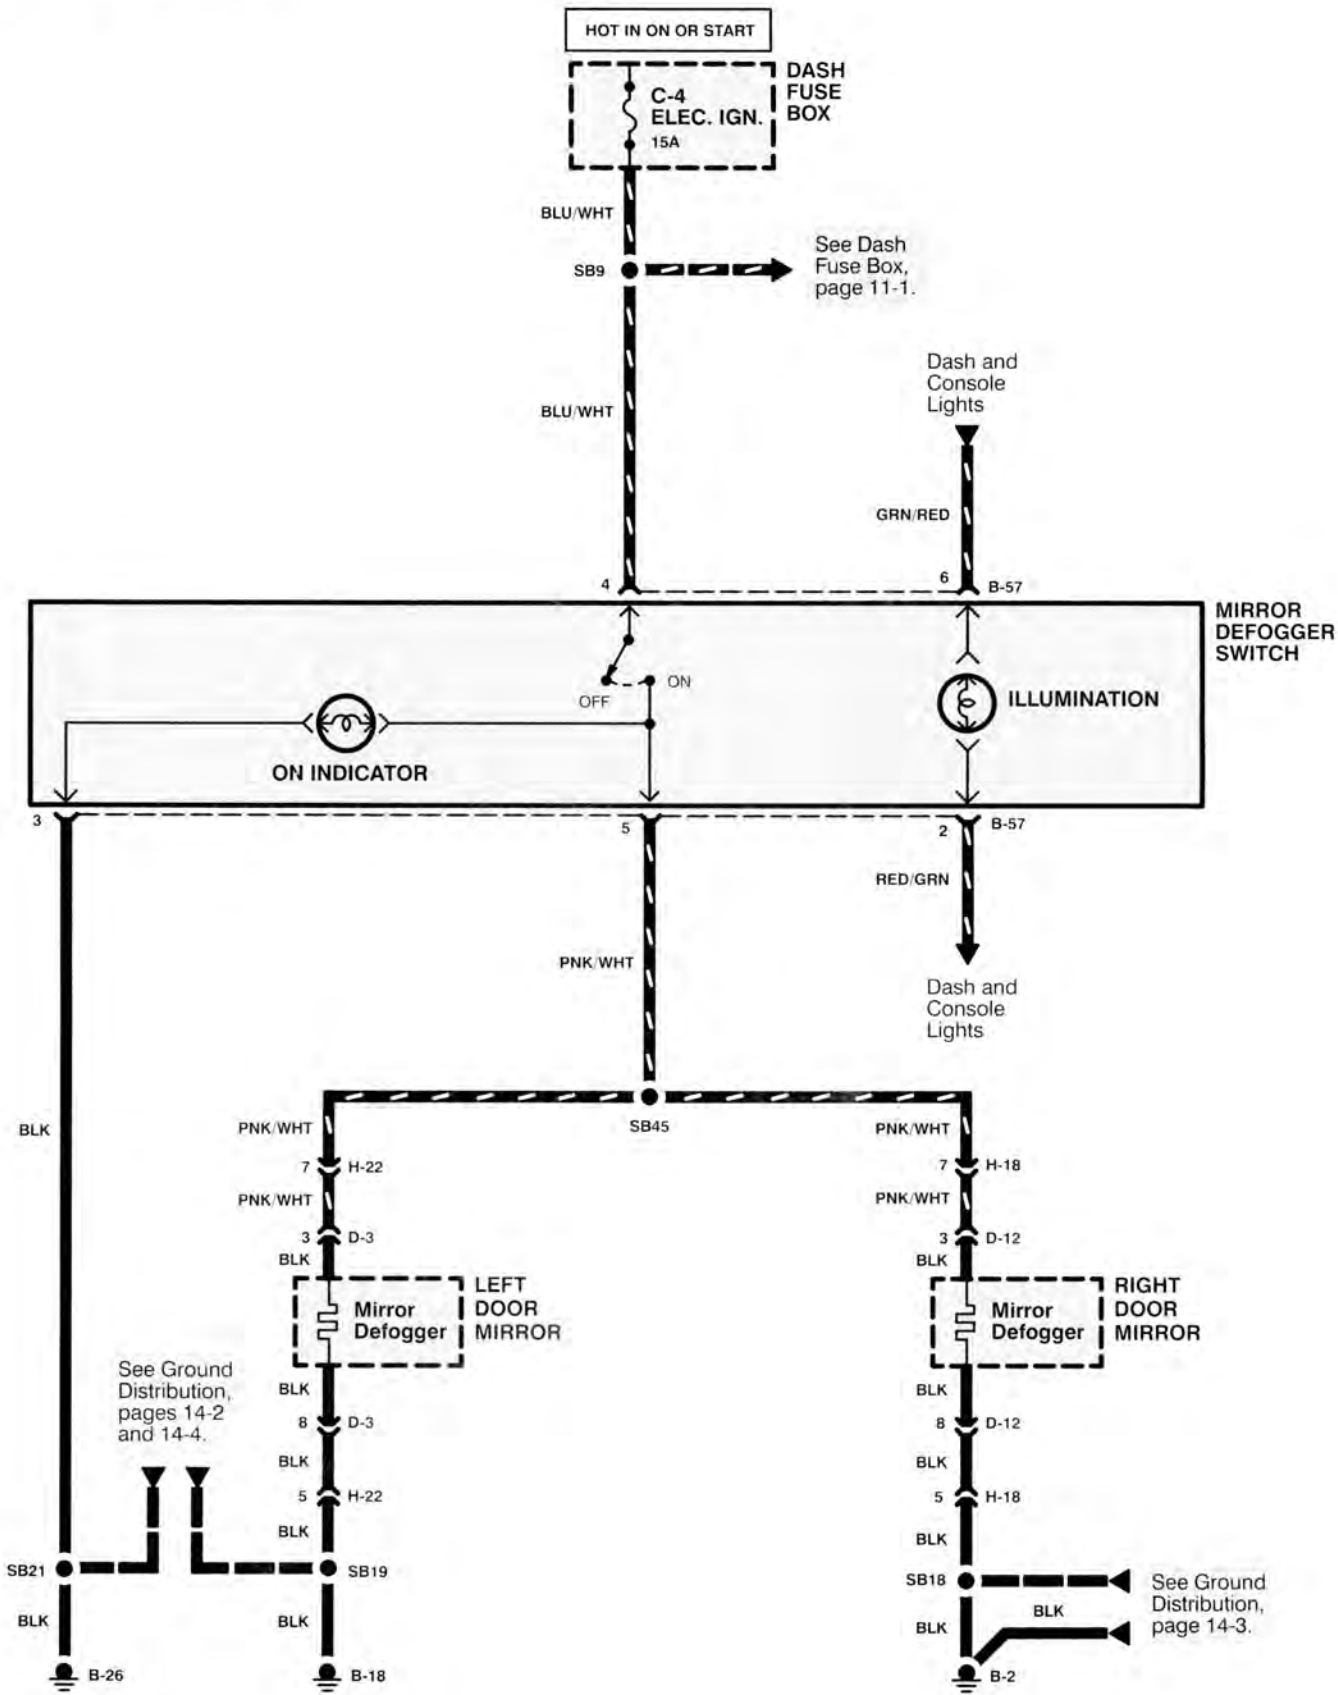 HOT IN ON OR START
DASH
FUSE
BOX
C-4
ELEC. IGN.
15A
BLU/WHT
SB9
See Dash
Fuse Box,
page 11-1.
BLU/WHT
Dash and
Console
Lights
GRN/RED
4
6
B-57
MIRROR
DEFOGGER
SWITCH
OFF
ON
ILLUMINATION
ON INDICATOR
3
5
2
B-57
RED/GRN
PNK/WHT
Dash and
Console
Lights
BLK
PNK/WHT
SB45
PNK/WHT
7
H-22
7
H-18
PNK/WHT
PNK/WHT
3
D-3
3
D-12
BLK
BLK
Mirror
Defogger
LEFT
DOOR
MIRROR
Mirror
Defogger
RIGHT
DOOR
MIRROR
See Ground
Distribution,
pages 14-2
and 14-4.
BLK
BLK
8
D-3
8
D-12
BLK
BLK
5
H-22
5
H-18
BLK
BLK
SB21
SB19
SB18
See Ground
Distribution,
page 14-3.
BLK
BLK
BLK
BLK
B-26
B-18
B-2